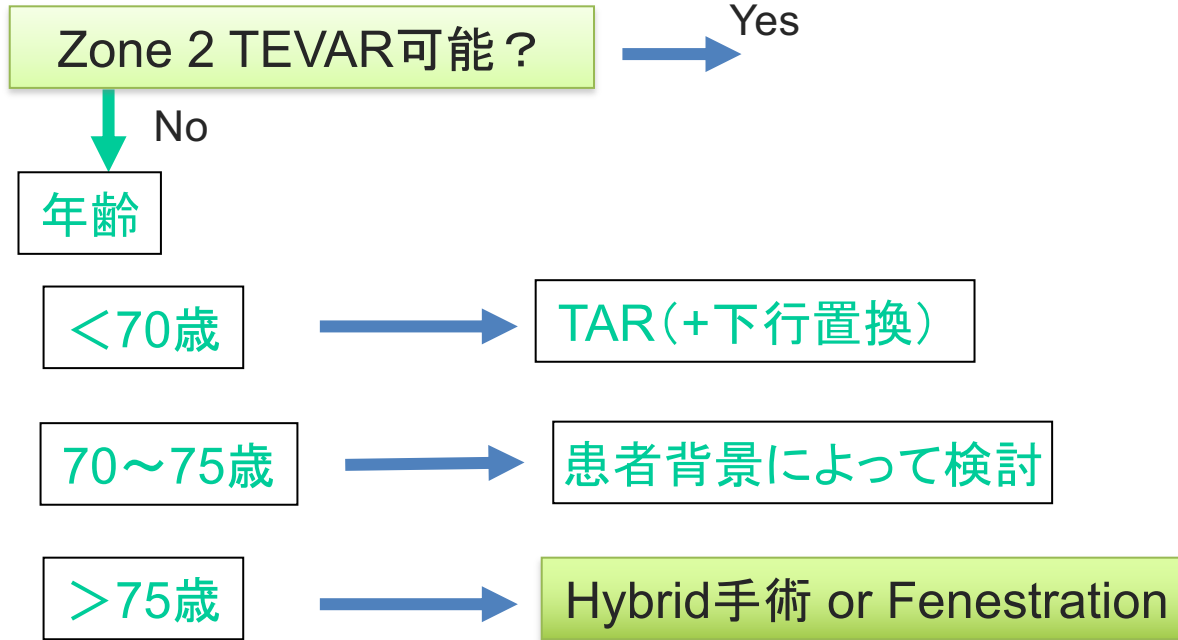 Zone 2 TEVAR可能？
Yes
No
年齢
＜70歳
TAR（+下行置換）
70～75歳
患者背景によって検討
＞75歳
Hybrid手術 or Fenestration